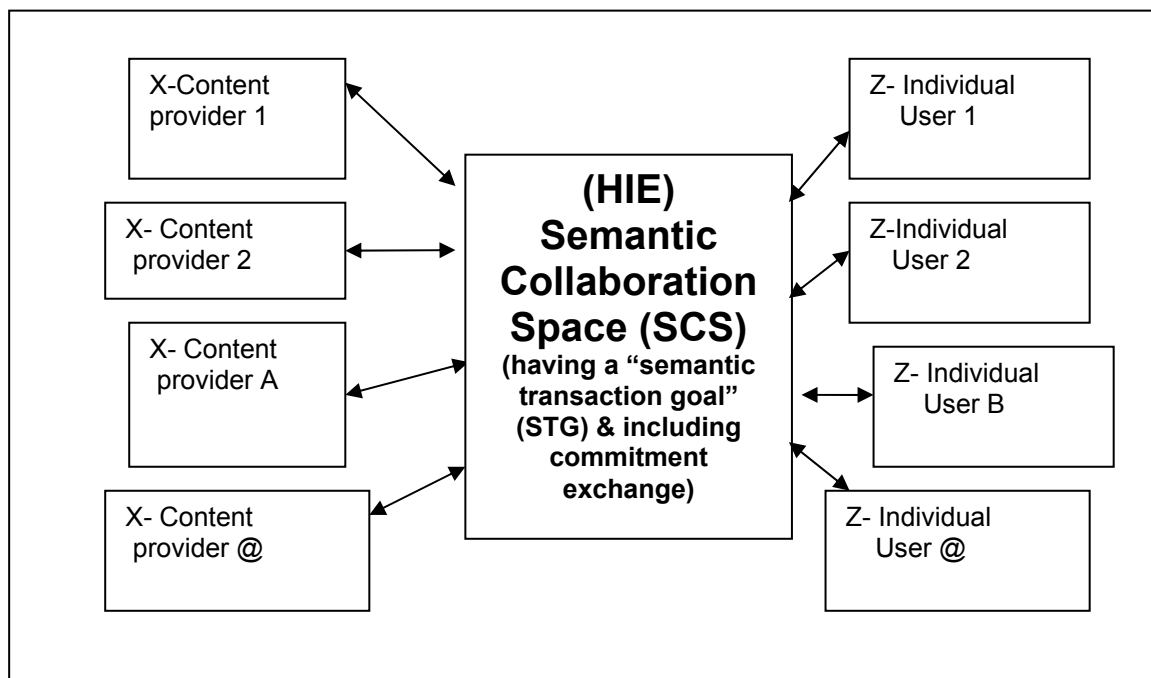 X-Content
provider 1
X- Content
provider 2
X- Content
provider A
X- Content
provider @
(HIE)
Semantic
Collaboration
Space (SCS)
(having a “semantic
transaction goal”
(STG) & including
commitment
exchange)
Z- Individual
User 1
Z-Individual
User 2
Z- Individual
User B
Z- Individual
User @